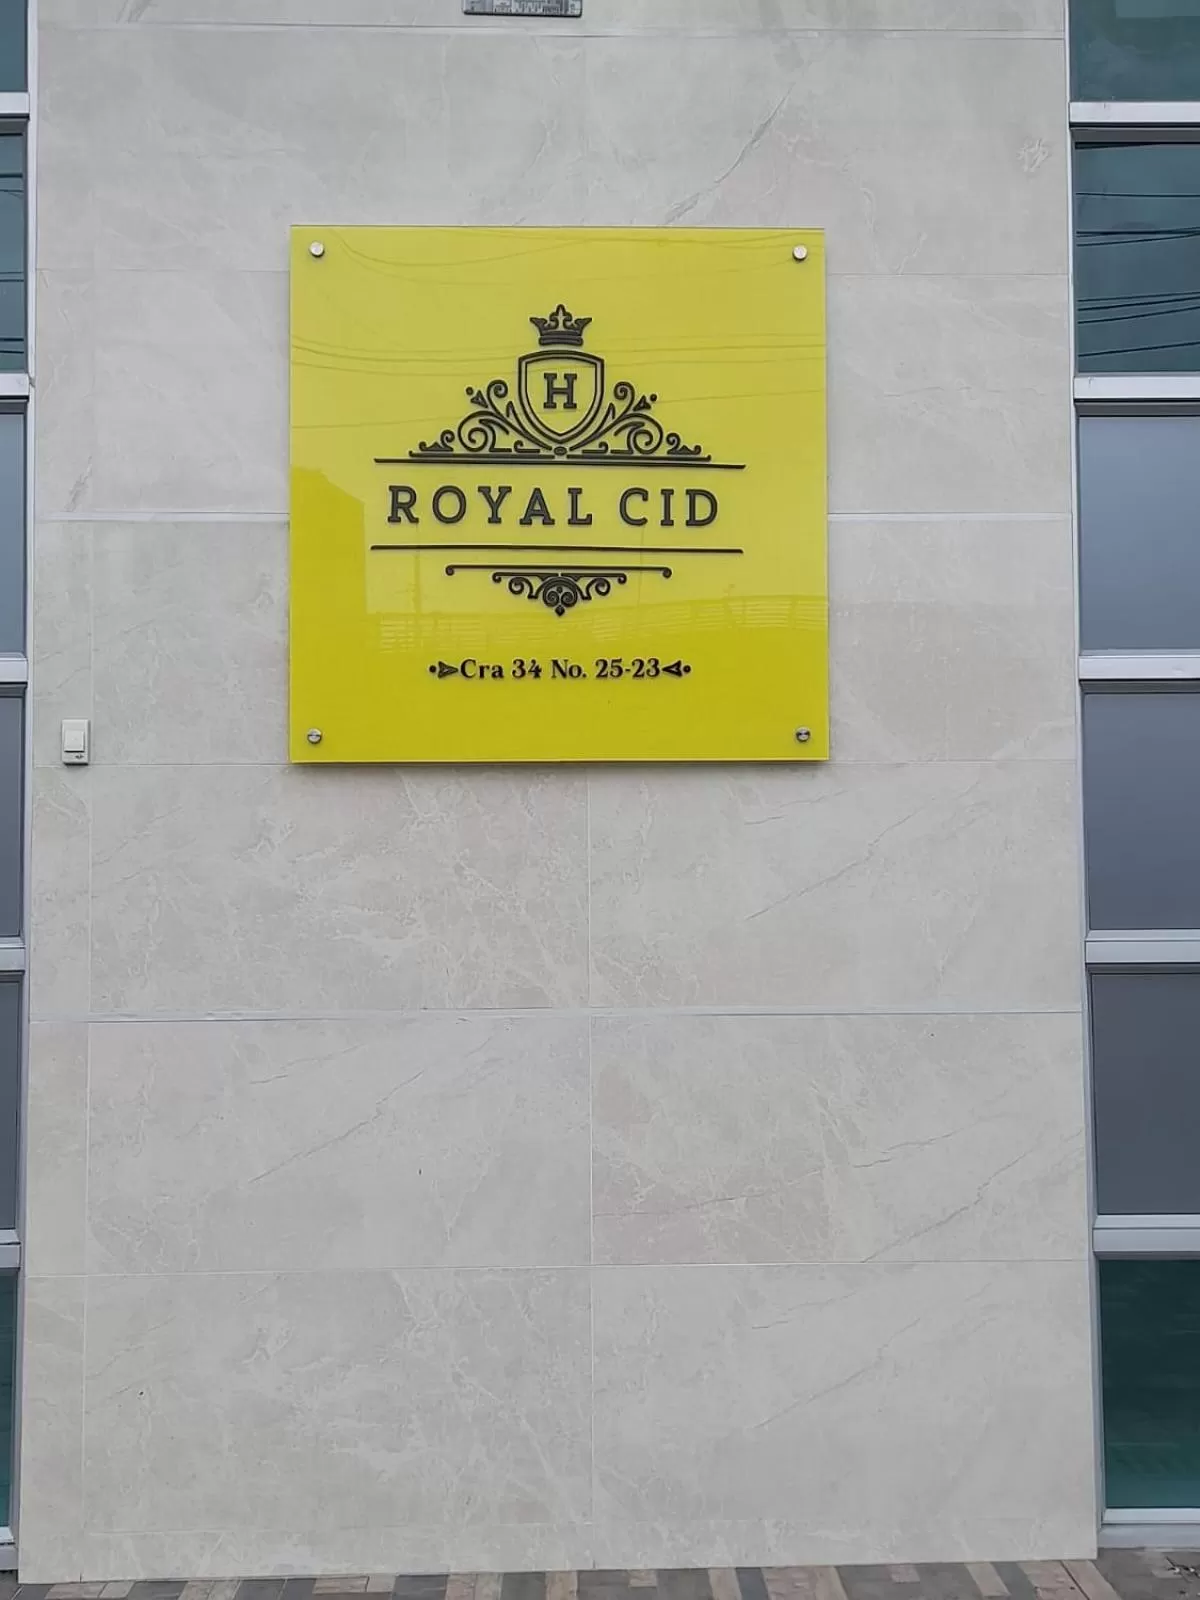 H
ROYAL CID
Cra 34 No. 25-23